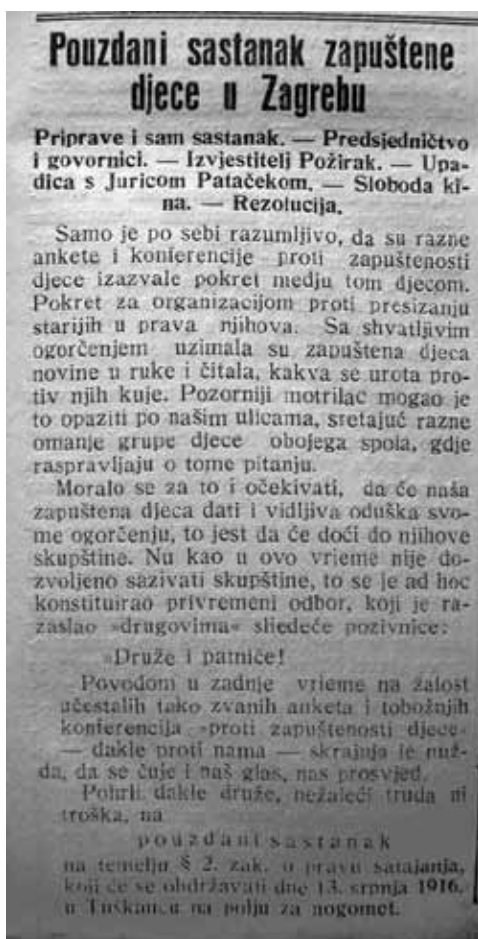 Pouzdani sastanak zapuštene
djece u Zagrebu
Priprave i sam sastanak. — Predsjedničtvo
i govornici. — Izvjestitelj Požirak. — Upa-
dica s Juricom Patačekom. — Sloboda ki-
na. — Rezolucija.
Samo je po sebi razumljivo, da su razne
ankete i konferencije proti zapuštenosti
djece izazvale pokret medju tom djecom.
Pokret za organizacijom proti presizanju
starijih u prava njihova. Sa shvatljivim
ogorčenjem uzimala su zapuštena djeca
novine u ruke i čitala, kakva se urota pro-
tiv njih kuje. Pozorniji motrilac mogao je
to opaziti po našim ulicama, sretajuć razne
omanje grupe djece obojega spola, gdje
raspravljaju o tome pitanju.
Moralo se za to i očekivati, da će naša
zapuštena djeca dati i vidljiva oduška svo-
me ogorčenju, to jest da će doći do njihove
skupštine. Nu kao u ovo vrieme nije do-
zvoljeno sazivati skupštine, to se je ad hoc
konstituirao privremeni odbor, koji je ra-
zaslao »drugovima« sliedeće pozivnice:
»Druže i patniče!
Povodom u zadnje vrieme na žalost
učestalih tako zvanih anketa i tobožnjih
konferencija »proti zapuštenosti djece«
— dakle proti nama — skrajnja je nuž-
da, da se čuje i naš glas, naš prosvjed.
Pohrli dakle druže, nežaleći truda ni
troška, na
pouzdani sastanak
na temelju § 2. zak. o pravu satajanja,
koji će se obdržavati dne 13. srpnja 1916.
u Tuškancu na polju za nogomet.